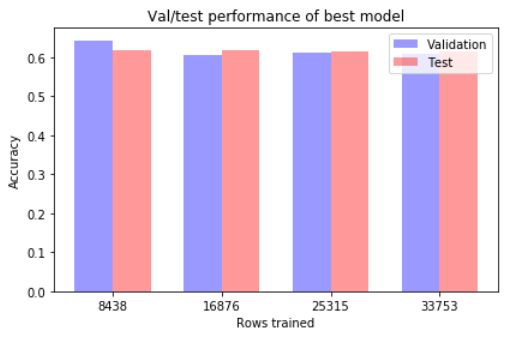 Val/test performance of best model
Validation
Test
Accuracy
0.6
0.5
0.4
0.3
0.2
0.1
0.0
8438 16876 25315 33753
Rows trained